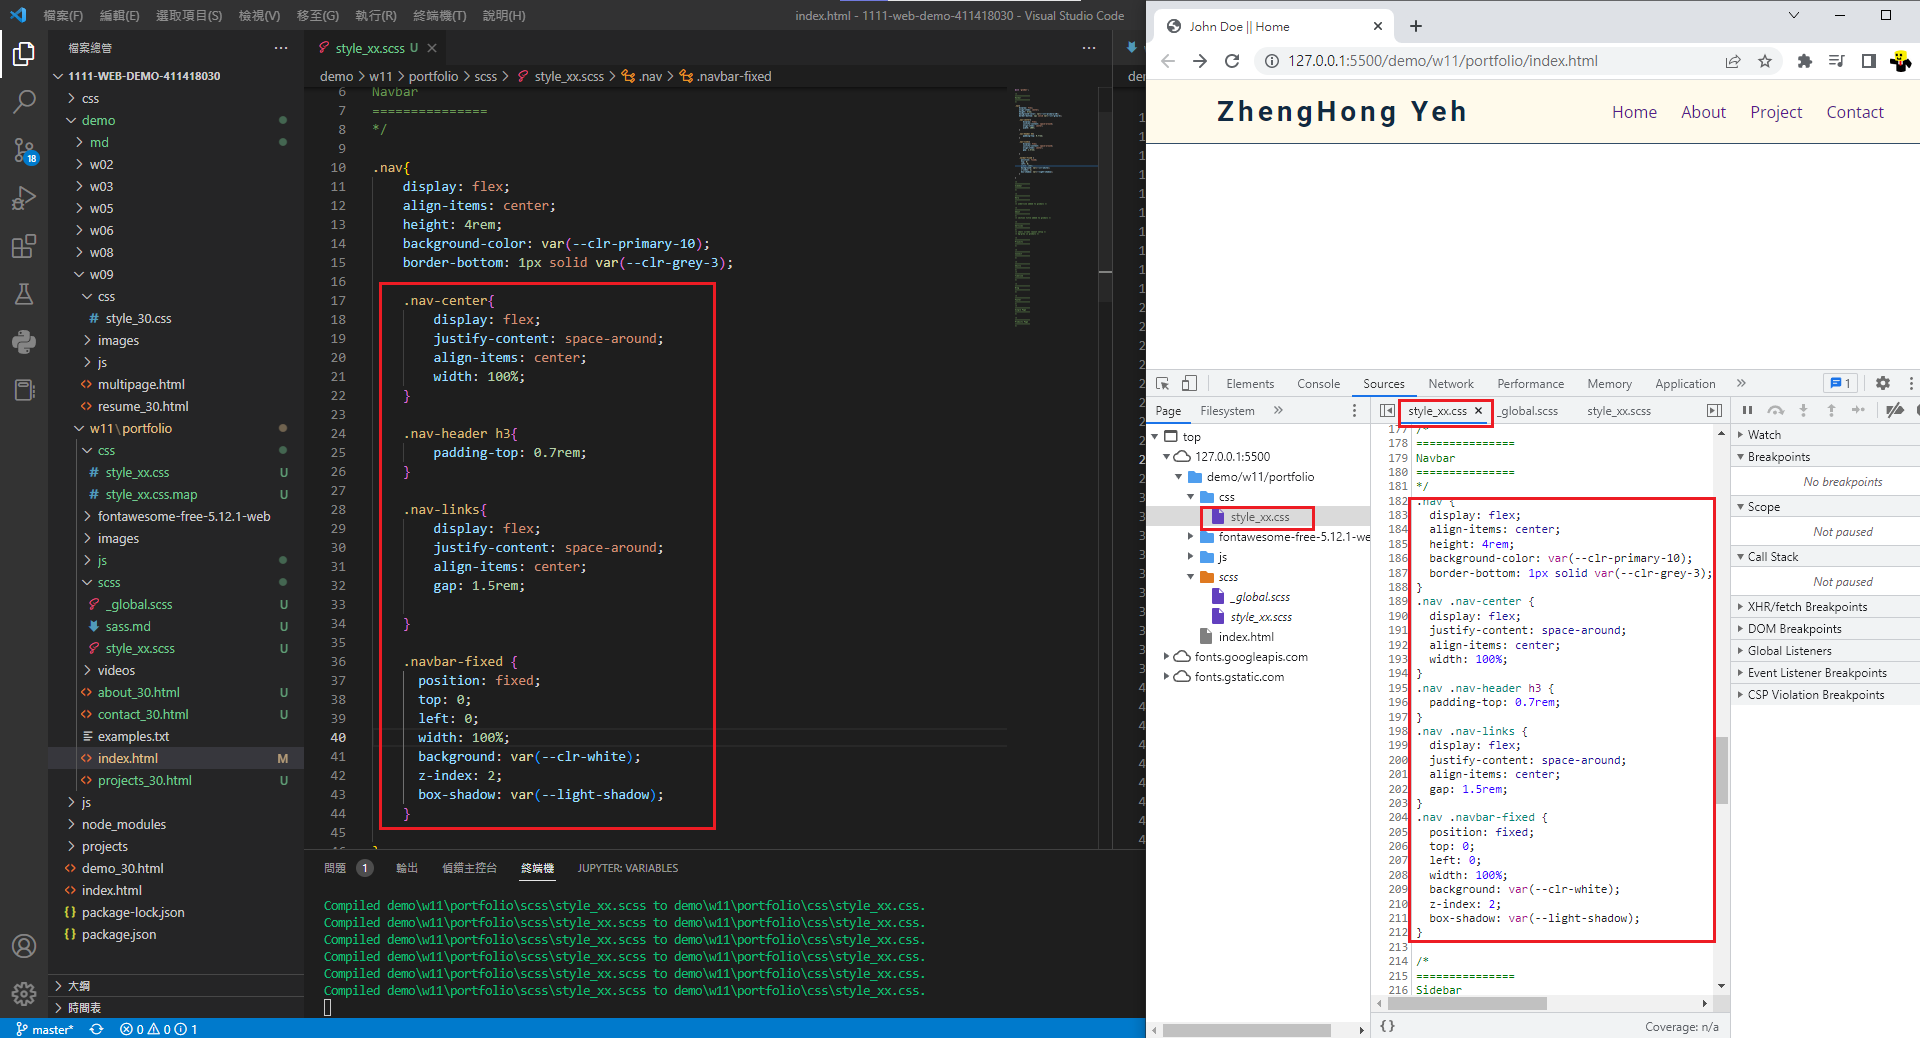 檔案(F) 編輯(E) 選取項目(S) 檢視(V) 移至(G) 執行(R) 終端機(T) 說明(H)
index.html - 1111-web-demo-411418030 - Visual Studio Code
檔案總管
1111-WEB-DEMO-411418030
css
demo
md
w02
w03
w05
w06
w08
w09
css
# style_30.css
images
js
<> multipage.html
<> resume_30.html
w11\portfolio
css
# style_xx.css U
# style_xx.css.map U
fontawesome-free-5.12.1-web
images
js
scss
_global.scss U
sass.md U
style_xx.scss U
videos
<> about_30.html U
<> contact_30.html U
examples.txt
<> index.html M
<> projects_30.html U
js
node_modules
projects
<> demo_30.html
<> index.html
{} package-lock.json
{} package.json
大綱
時間表
18
master* 0 0 1
style_xx.scss U
demo > w11 > portfolio > scss > style_xx.scss > .nav > .navbar-fixed
6 Navbar
7 ===============
8 */
9
10 .nav{
11 display: flex;
12 align-items: center;
13 height: 4rem;
14 background-color: var(--clr-primary-10);
15 border-bottom: 1px solid var(--clr-grey-3);
16
17 .nav-center{
18 display: flex;
19 justify-content: space-around;
20 align-items: center;
21 width: 100%;
22 }
23
24 .nav-header h3{
25 padding-top: 0.7rem;
26 }
27
28 .nav-links{
29 display: flex;
30 justify-content: space-around;
31 align-items: center;
32 gap: 1.5rem;
33
34 }
35
36 .navbar-fixed {
37 position: fixed;
38 top: 0;
39 left: 0;
40 width: 100%;
41 background: var(--clr-white);
42 z-index: 2;
43 box-shadow: var(--light-shadow);
44 }
45
問題 1 輸出 偵錯主控台 終端機 JUPYTER: VARIABLES
Compiled demo\w11\portfolio\scss\style_xx.scss to demo\w11\portfolio\css\style_xx.css.
Compiled demo\w11\portfolio\scss\style_xx.scss to demo\w11\portfolio\css\style_xx.css.
Compiled demo\w11\portfolio\scss\style_xx.scss to demo\w11\portfolio\css\style_xx.css.
Compiled demo\w11\portfolio\scss\style_xx.scss to demo\w11\portfolio\css\style_xx.css.
Compiled demo\w11\portfolio\scss\style_xx.scss to demo\w11\portfolio\css\style_xx.css.
Compiled demo\w11\portfolio\scss\style_xx.scss to demo\w11\portfolio\css\style_xx.css.
John Doe || Home
127.0.0.1:5500/demo/w11/portfolio/index.html
ZhengHong Yeh Home About Project Contact
Elements Console Sources Network Performance Memory Application » 1
Page Filesystem »
top
127.0.0.1:5500
demo/w11/portfolio
css
style_xx.css
fontawesome-free-5.12.1-we
js
scss
_global.scss
style_xx.scss
index.html
fonts.googleapis.com
fonts.gstatic.com
style_xx.css _global.scss style_xx.scss
177 /*
178 ===============
179 Navbar
180 ===============
181 */
182 .nav {
183 display: flex;
184 align-items: center;
185 height: 4rem;
186 background-color: var(--clr-primary-10);
187 border-bottom: 1px solid var(--clr-grey-3);
188 }
189 .nav .nav-center {
190 display: flex;
191 justify-content: space-around;
192 align-items: center;
193 width: 100%;
194 }
195 .nav .nav-header h3 {
196 padding-top: 0.7rem;
197 }
198 .nav .nav-links {
199 display: flex;
200 justify-content: space-around;
201 align-items: center;
202 gap: 1.5rem;
203 }
204 .nav .navbar-fixed {
205 position: fixed;
206 top: 0;
207 left: 0;
208 width: 100%;
209 background: var(--clr-white);
210 z-index: 2;
211 box-shadow: var(--light-shadow);
212 }
213
214 /*
215 ===============
216 Sidebar
{} Coverage: n/a
Watch
Breakpoints
No breakpoints
Scope
Not paused
Call Stack
Not paused
XHR/fetch Breakpoints
DOM Breakpoints
Global Listeners
Event Listener Breakpoints
CSP Violation Breakpoints